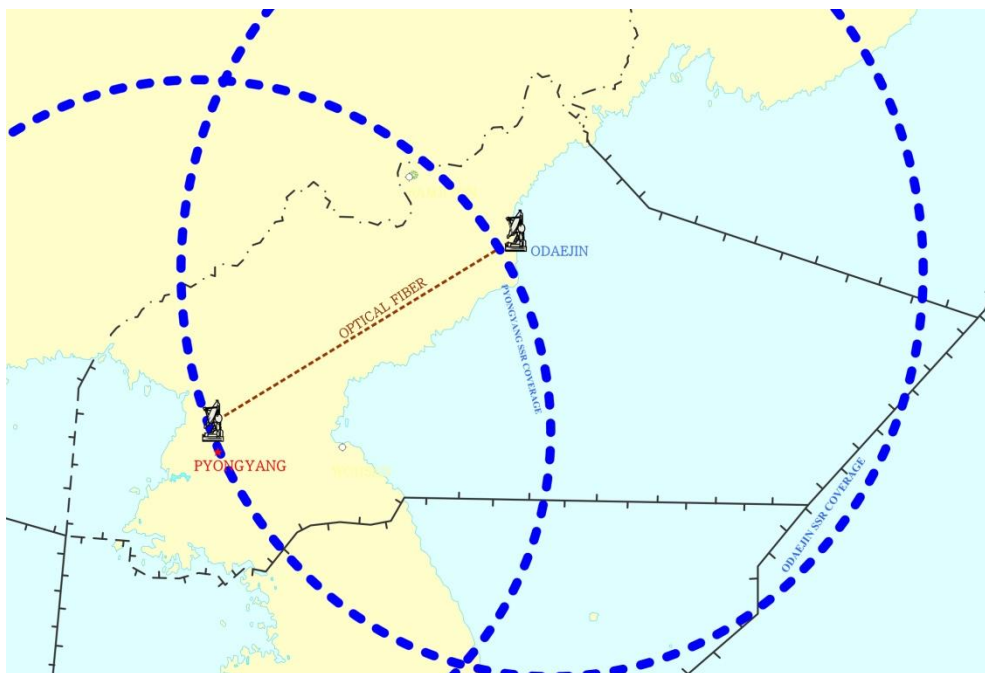 ODAEJIN
OPTICAL FIBER
PYONGYANG SSR COVERAGE
PYONGYANG
ODAEJIN SSR COVERAGE